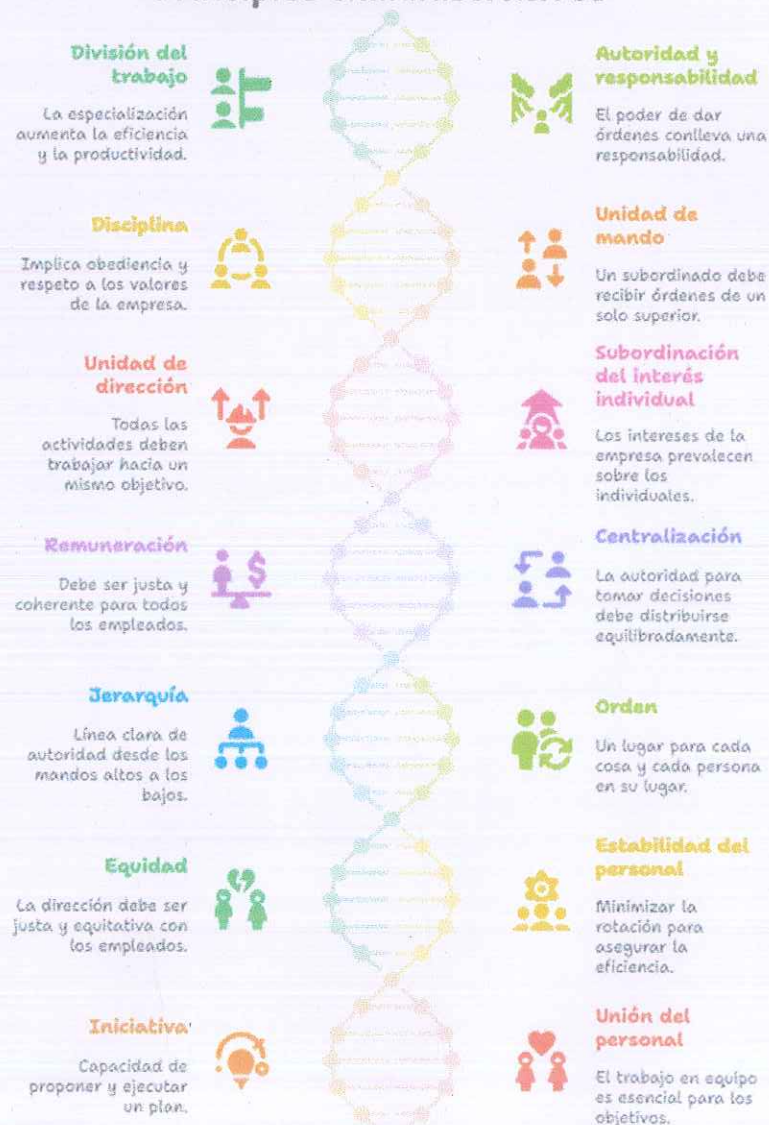 División del
trabajo
La especialización
aumenta la eficiencia
y la productividad.
Autoridad y
responsabilidad
El poder de dar
órdenes conlleva una
responsabilidad.
Disciplina
Implica obediencia y
respeto a los valores
de la empresa.
Unidad de
mando
Un subordinado debe
recibir órdenes de un
solo superior.
Unidad de
dirección
Todas las
actividades deben
trabajar hacia un
mismo objetivo.
Subordinación
del interés
individual
Los intereses de la
empresa prevalecen
sobre los
individuales.
Remuneración
Debe ser justa y
coherente para todos
los empleados.
Centralización
La autoridad para
tomar decisiones
debe distribuirse
equilibradamente.
Jerarquía
Línea clara de
autoridad desde los
mandos altos a los
bajos.
Orden
Un lugar para cada
cosa y cada persona
en su lugar.
Equidad
La dirección debe ser
justa y equitativa con
los empleados.
Estabilidad del
personal
Minimizar la
rotación para
asegurar la
eficiencia.
Iniciativa
Capacidad de
proponer y ejecutar
un plan.
Unión del
personal
El trabajo en equipo
es esencial para los
objetivos.